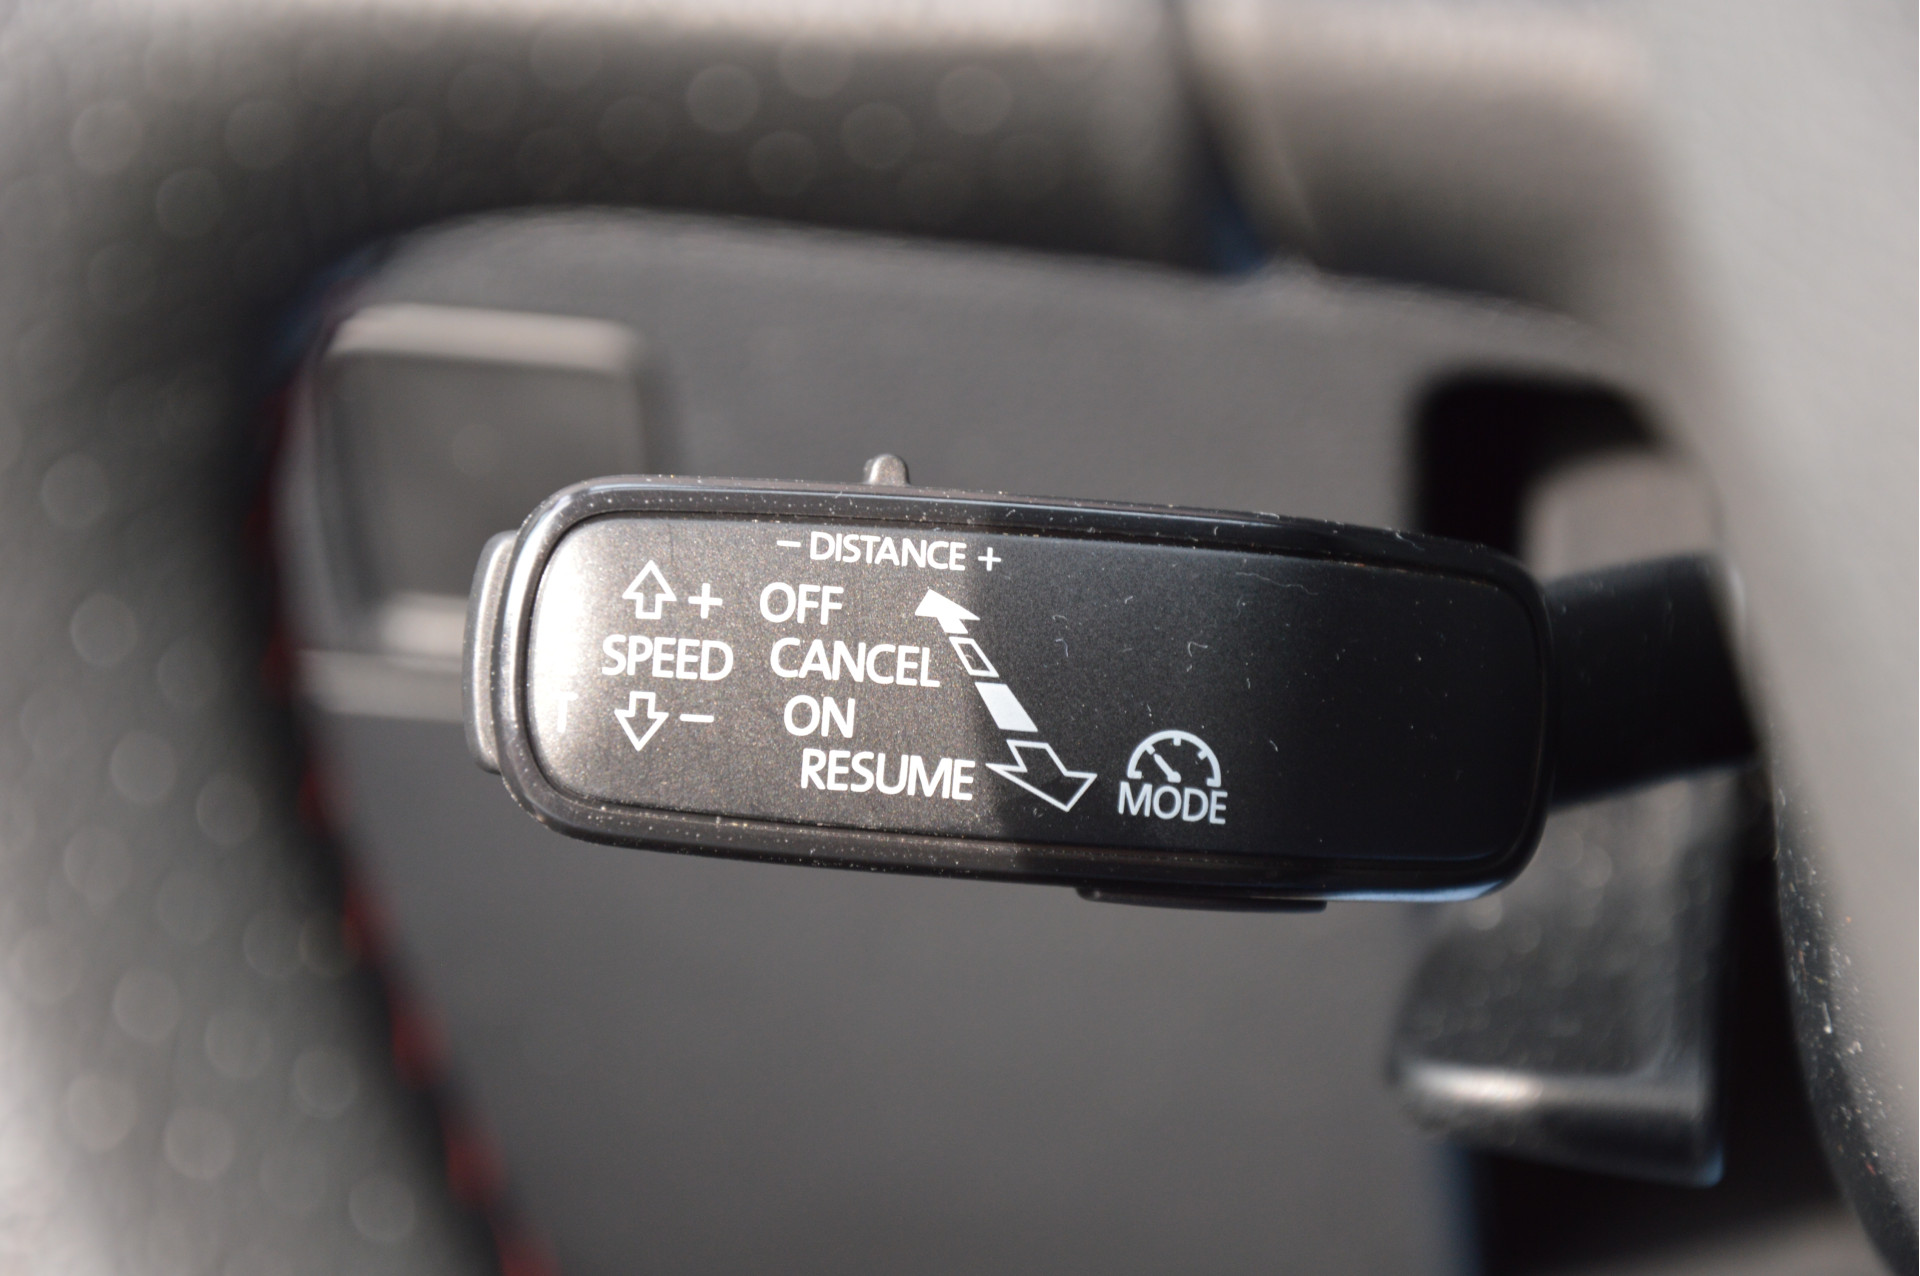 – DISTANCE +
+ OFF
SPEED CANCEL
– ON
RESUME
MODE